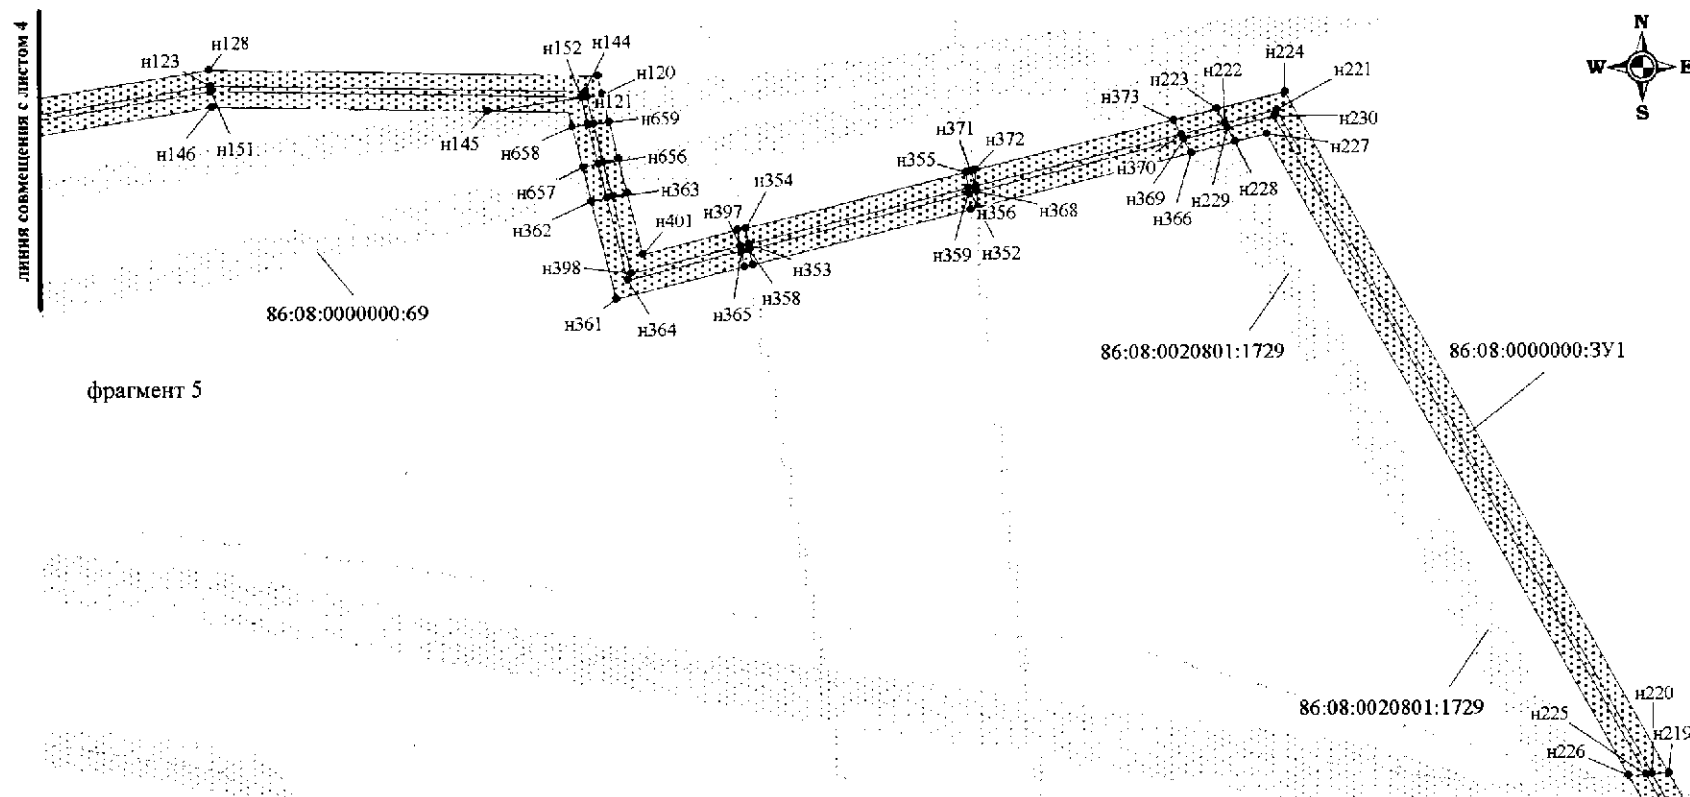 линия совмещения с листом 4
н123
н128
н152
н144
н120
н121
н659
н146
н151
н145
н658
н656
н657
н363
н362
н401
н398
н361
н364
н397
н354
н365
н358
н353
н355
н371
н372
н359
н356
н352
н368
н373
н223
н222
н224
н221
н230
н227
н370
н369
н366
н229
н228
N
W
E
S
86:08:0000000:69
86:08:0020801:1729
86:08:0000000:ЗУ1
фрагмент 5
86:08:0020801:1729
н220
н225
н219
н226